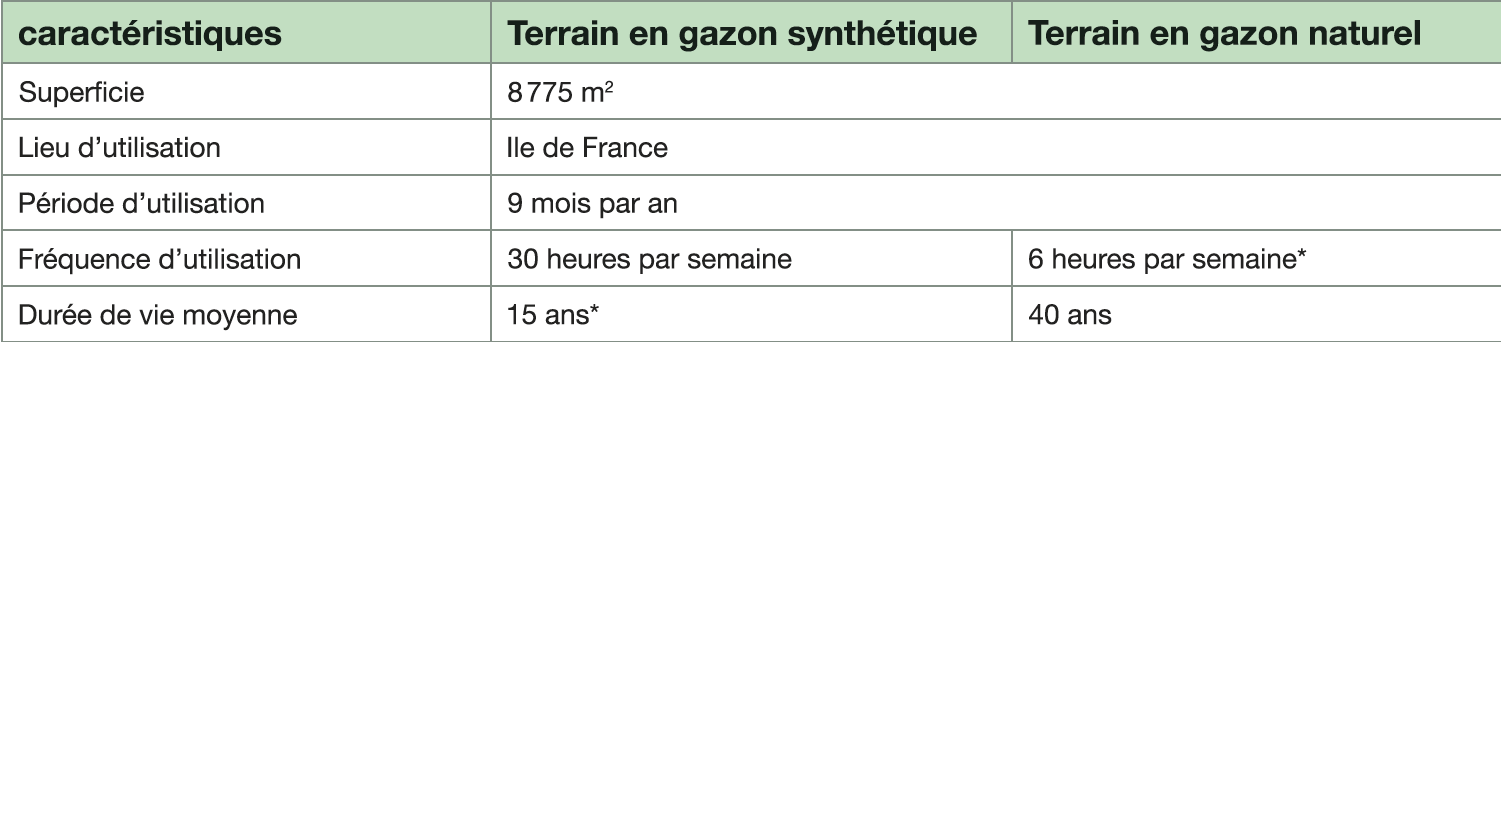 caractéristiques Terrain en gazon synthétique Terrain en gazon naturel
Superficie 8 775 m²
Lieu d’utilisation Ile de France
Période d’utilisation 9 mois par an
Fréquence d’utilisation 30 heures par semaine 6 heures par semaine*
Durée de vie moyenne 15 ans* 40 ans